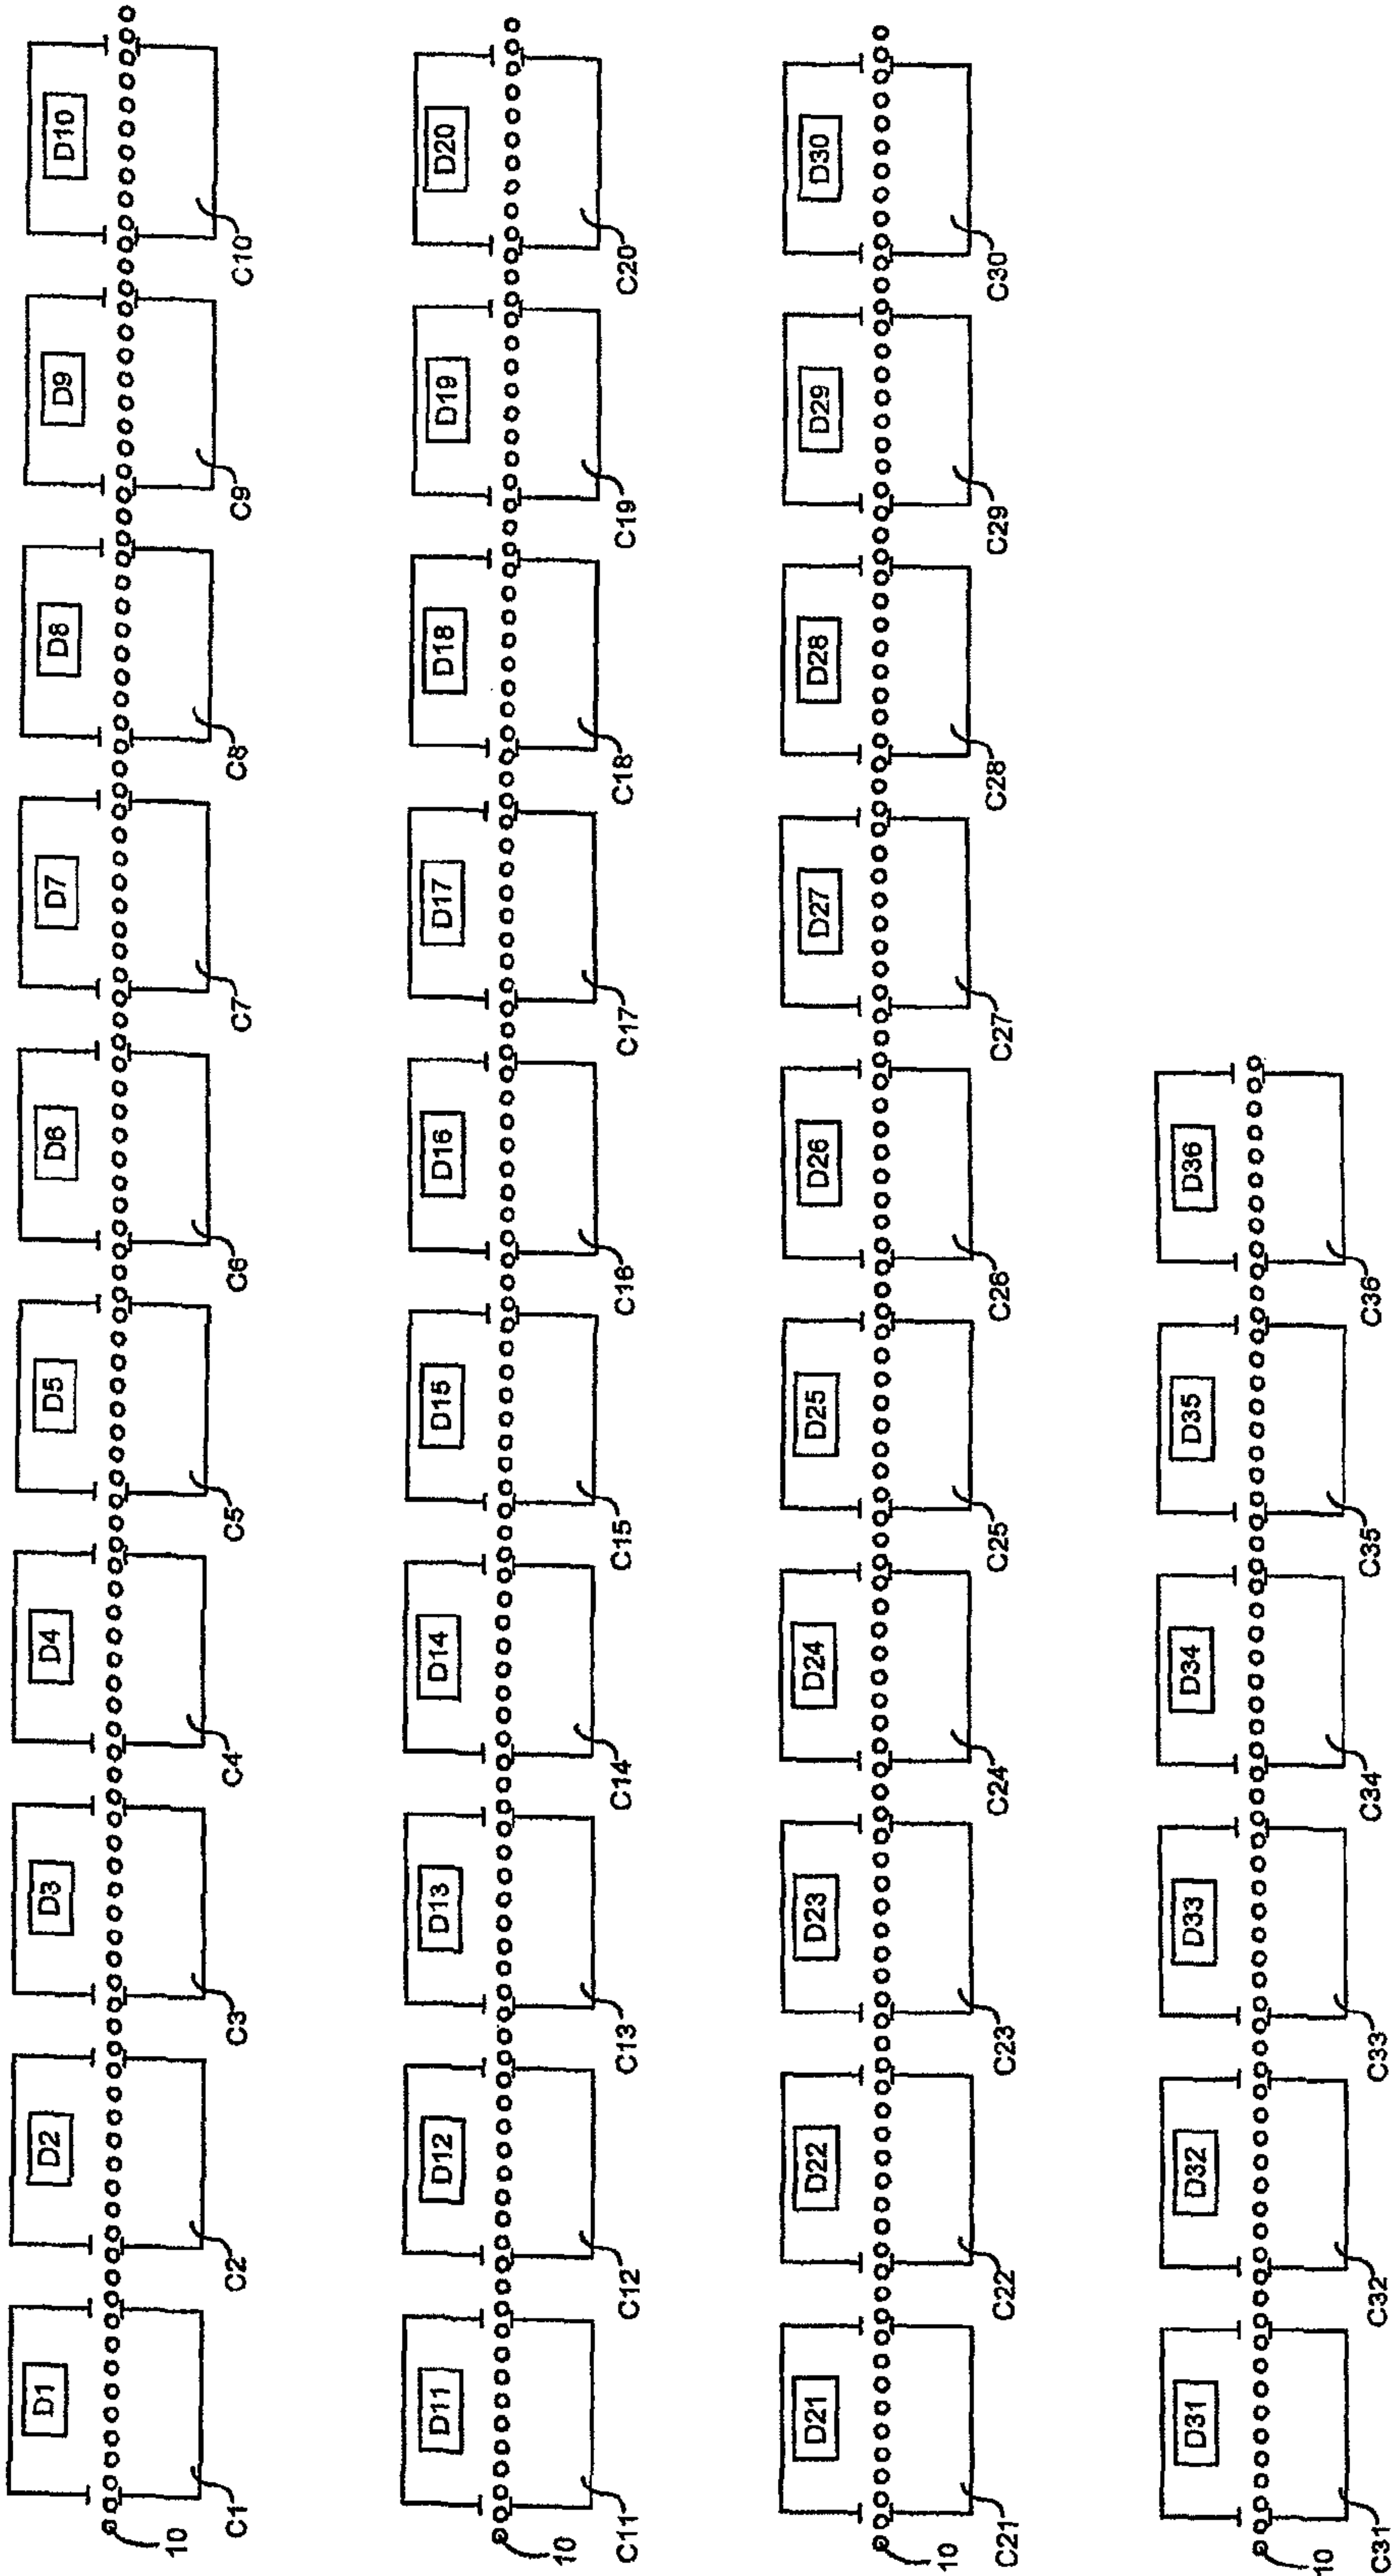 D1 D2 D3 D4 D5 D6 D7 D8 D9 D10
10 C1 C2 C3 C4 C5 C6 C7 C8 C9 C10
D11 D12 D13 D14 D15 D16 D17 D18 D19 D20
10 C11 C12 C13 C14 C15 C16 C17 C18 C19 C20
D21 D22 D23 D24 D25 D26 D27 D28 D29 D30
10 C21 C22 C23 C24 C25 C26 C27 C28 C29 C30
D31 D32 D33 D34 D35 D36
10 C31 C32 C33 C34 C35 C36